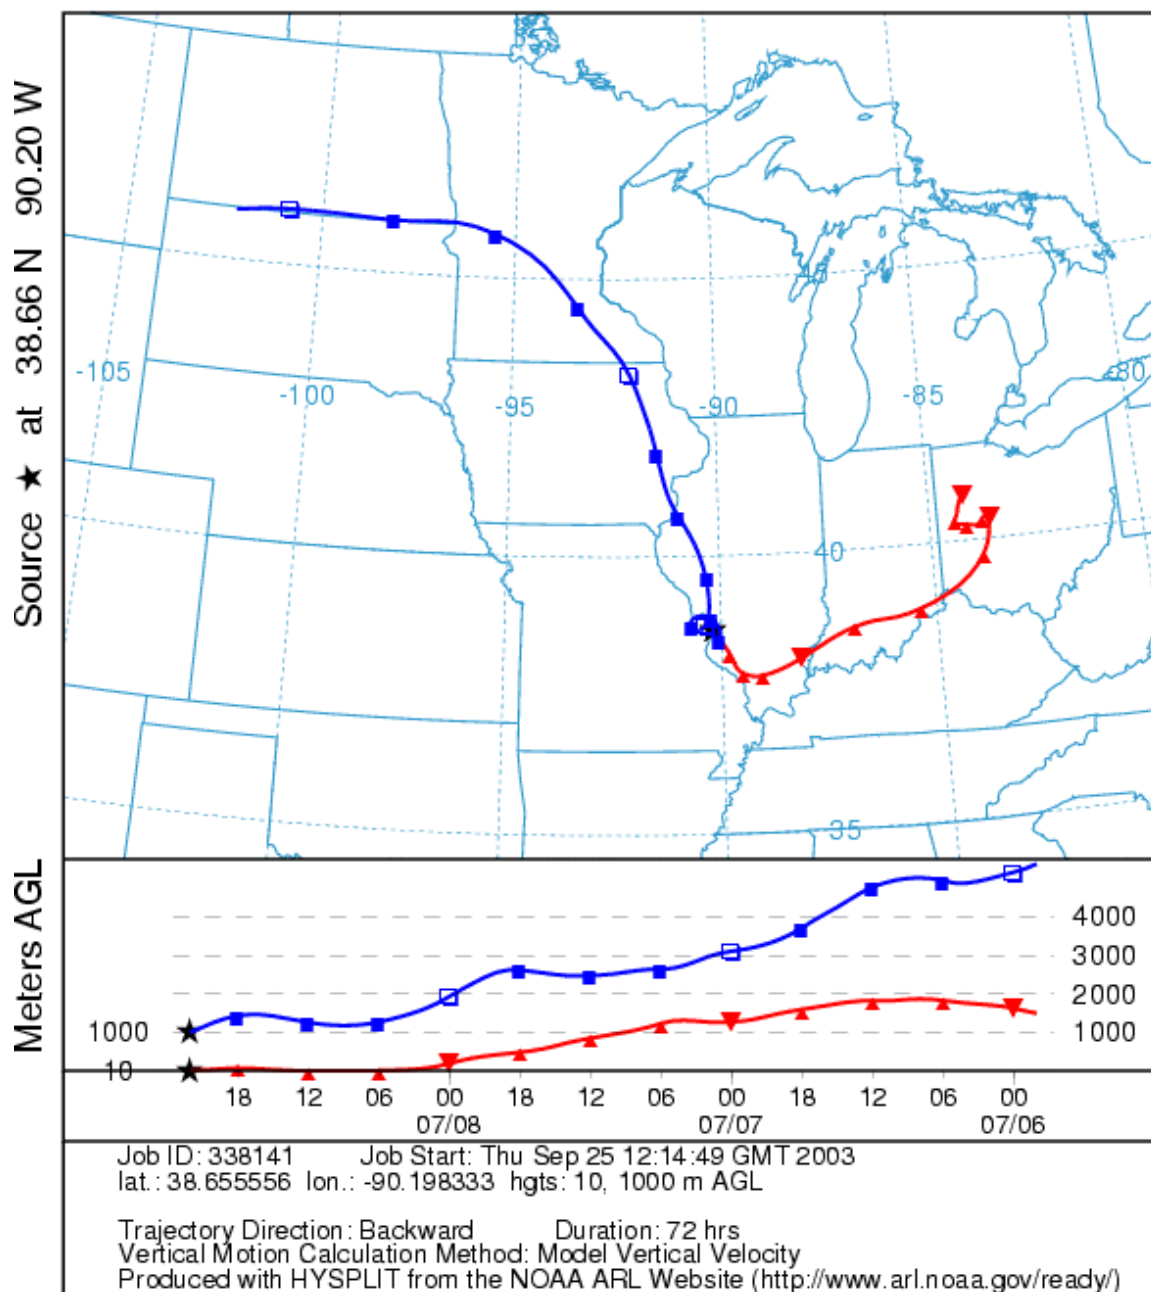 Source ★ at 38.66 N 90.20 W
45
-105
-100
-95
-90
-85
-80
40
35
Meters AGL
4000
3000
2000
1000
1000
10
18 12 06 00 18 12 06 00 18 12 06 00
07/08 07/07 07/06
Job ID: 338141 Job Start: Thu Sep 25 12:14:49 GMT 2003
lat.: 38.655556 lon.: -90.198333 hgts: 10, 1000 m AGL
Trajectory Direction: Backward Duration: 72 hrs
Vertical Motion Calculation Method: Model Vertical Velocity
Produced with HYSPLIT from the NOAA ARL Website (http://www.arl.noaa.gov/ready/)